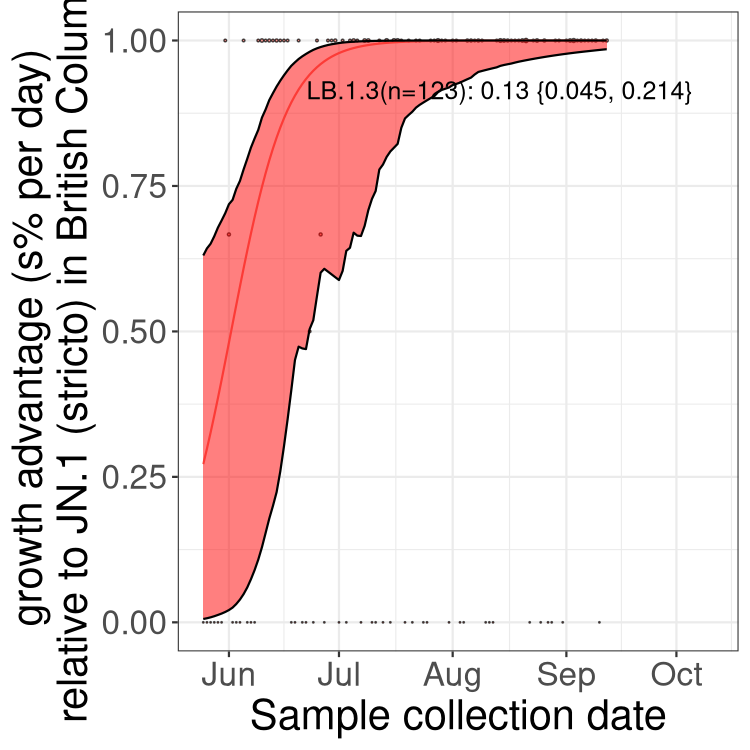 growth advantage (s% per day)
relative to JN.1 (stricto) in British Colum
1.00
0.75
0.50
0.25
0.00
LB.1.3(n=123): 0.13 {0.045, 0.214}
Jun Jul Aug Sep Oct
Sample collection date